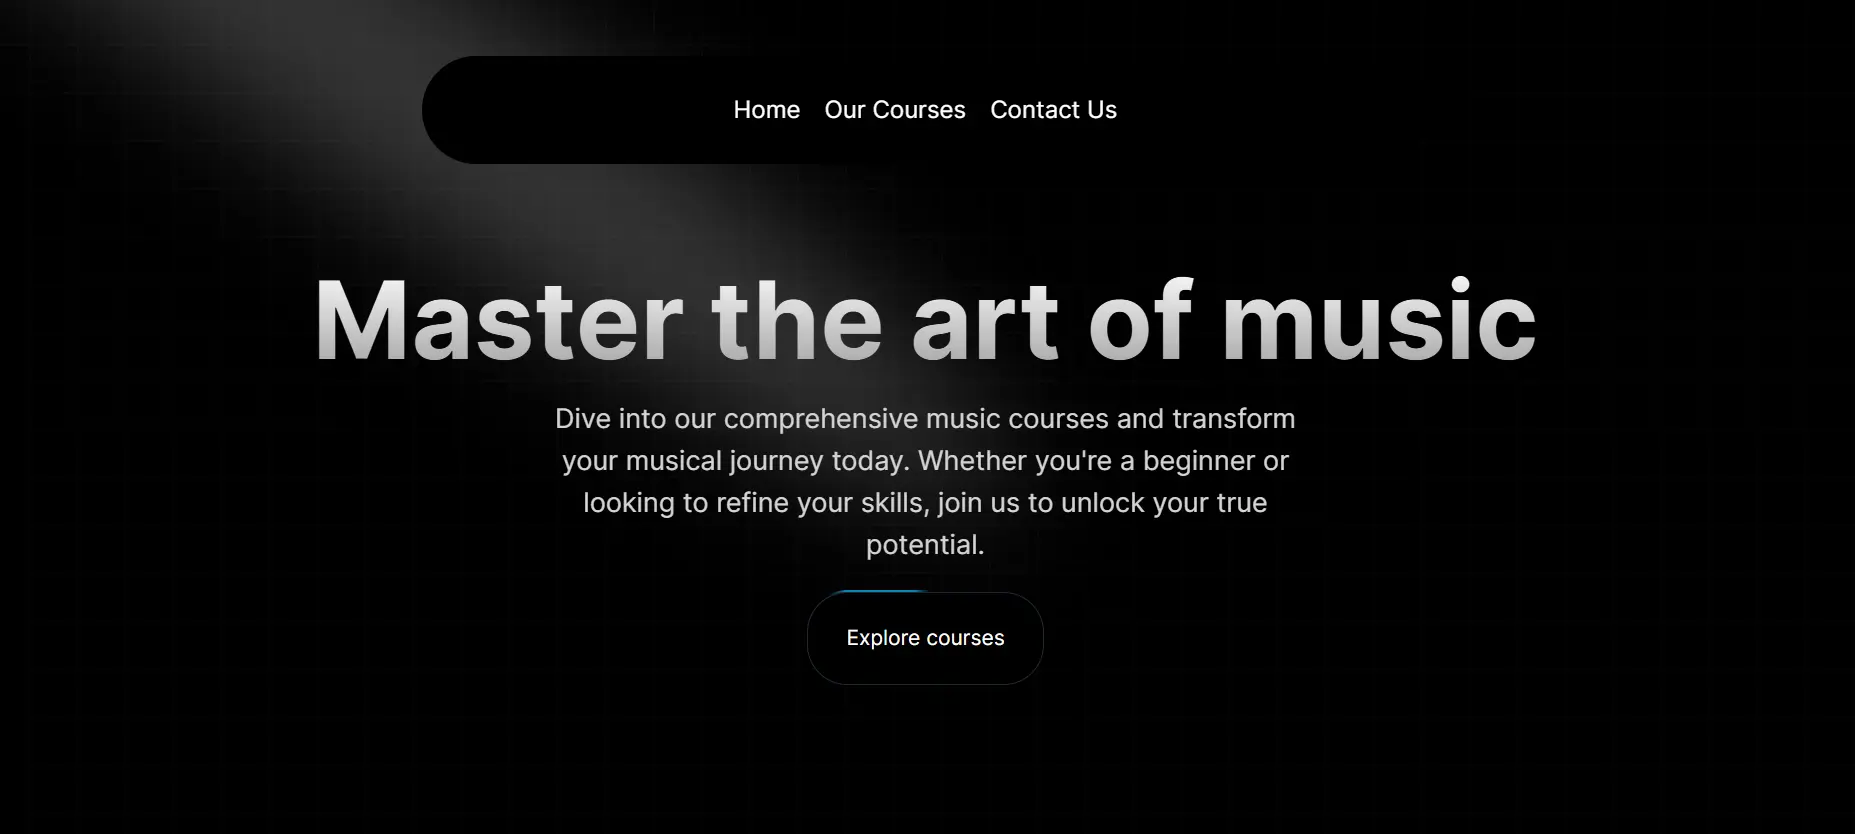 Home Our Courses Contact Us
Master the art of music
Dive into our comprehensive music courses and transform
your musical journey today. Whether you're a beginner or
looking to refine your skills, join us to unlock your true
potential.
Explore courses